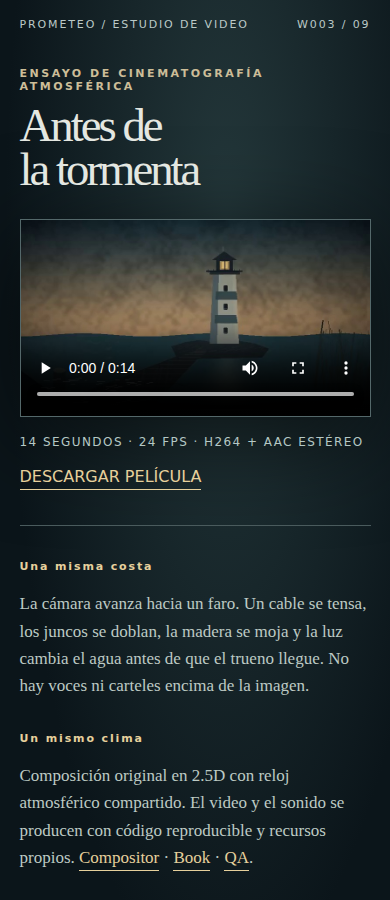 PROMETEO / ESTUDIO DE VIDEO W003 / 09
ENSAYO DE CINEMATOGRAFÍA
ATMOSFÉRICA
Antes de
la tormenta
0:00 / 0:14
14 SEGUNDOS · 24 FPS · H264 + AAC ESTÉREO
DESCARGAR PELÍCULA
Una misma costa
La cámara avanza hacia un faro. Un cable se tensa,
los juncos se doblan, la madera se moja y la luz
cambia el agua antes de que el trueno llegue. No
hay voces ni carteles encima de la imagen.
Un mismo clima
Composición original en 2.5D con reloj
atmosférico compartido. El video y el sonido se
producen con código reproducible y recursos
propios. Compositor · Book · QA.